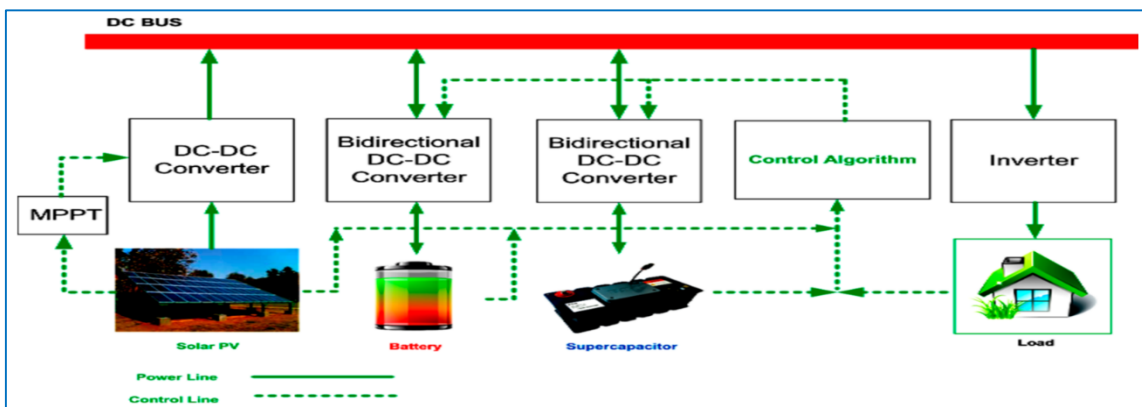 DC BUS
DC-DC
Converter
Bidirectional
DC-DC
Converter
Bidirectional
DC-DC
Converter
Control Algorithm
Inverter
MPPT
Solar PV
Battery
Supercapacitor
Load
Power Line
Control Line